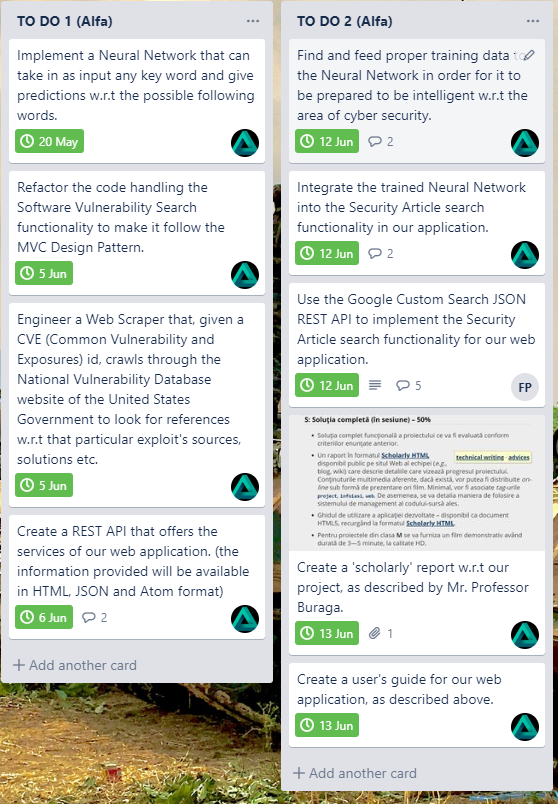 TO DO 1 (Alfa)
Implement a Neural Network that can
take in as input any key word and give
predictions w.r.t the possible following
words.
20 May
Refactor the code handling the
Software Vulnerability Search
functionality to make it follow the
MVC Design Pattern.
5 Jun
Engineer a Web Scraper that, given a
CVE (Common Vulnerability and
Exposures) id, crawls through the
National Vulnerability Database
website of the United States
Government to look for references
w.r.t that particular exploit's sources,
solutions etc.
5 Jun
Create a REST API that offers the
services of our web application. (the
information provided will be available
in HTML, JSON and Atom format)
6 Jun 2
Add another card
TO DO 2 (Alfa)
Find and feed proper training data to
the Neural Network in order for it to
be prepared to be intelligent w.r.t the
area of cyber security.
12 Jun 2
Integrate the trained Neural Network
into the Security Article search
functionality in our application.
12 Jun 2
Use the Google Custom Search JSON
REST API to implement the Security
Article search functionality for our web
application.
12 Jun 5 FP
S: Soluția completă (în sesiune) – 50%
Soluția complet funcțională a proiectului ce va fi evaluată conform
criteriilor enunțate anterior.
Un raport în formatul Scholarly HTML technical writing · advices
disponibil public pe situl Web al echipei (e.g.,
blog, wiki) care descrie detaliile care vizează progresul proiectului.
Conținuturile multimedia aferente, dacă există, vor putea fi distribuite on-
line sub formă de prezentare ori film. Minimal, vor fi asociate tag-urile
project, infoiasi, web. De asemenea, se va detalia maniera de folosire a
sistemului de management al codului-sursă ales.
Ghidul de utilizare a aplicației dezvoltate – disponibil ca document
HTML5, recurgând la formatul Scholarly HTML.
Pentru proiectele din clasa M se va furniza un film demonstrativ având
durata de 3—5 minute, la calitate HD.
Create a 'scholarly' report w.r.t our
project, as described by Mr. Professor
Buraga.
13 Jun 1
Create a user's guide for our web
application, as described above.
13 Jun
Add another card